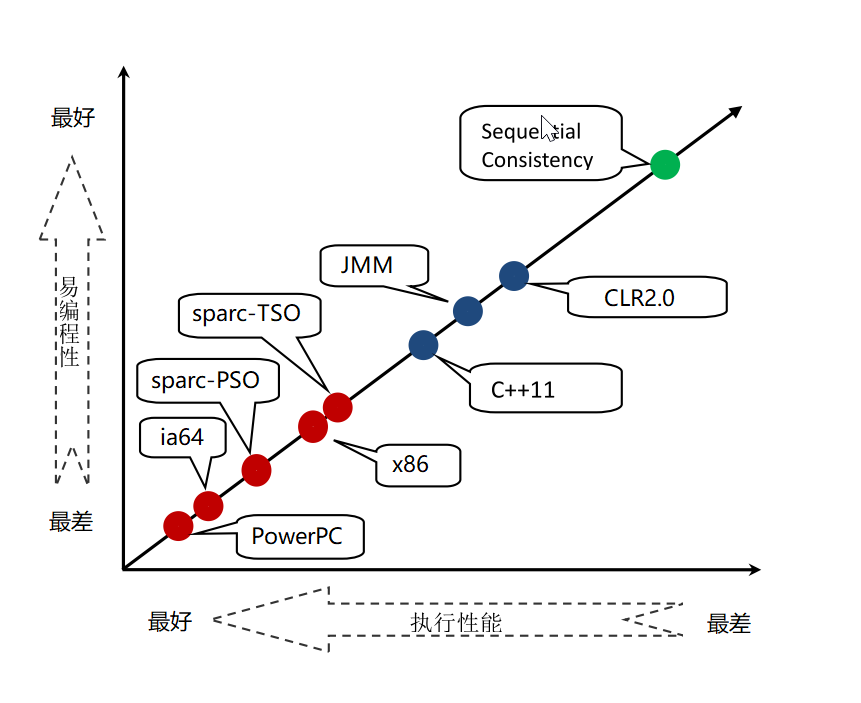 最好
Sequential
Consistency
JMM
易编程性
CLR2.0
sparc-TSO
sparc-PSO
C++11
ia64
x86
最差
PowerPC
最好
执行性能
最差